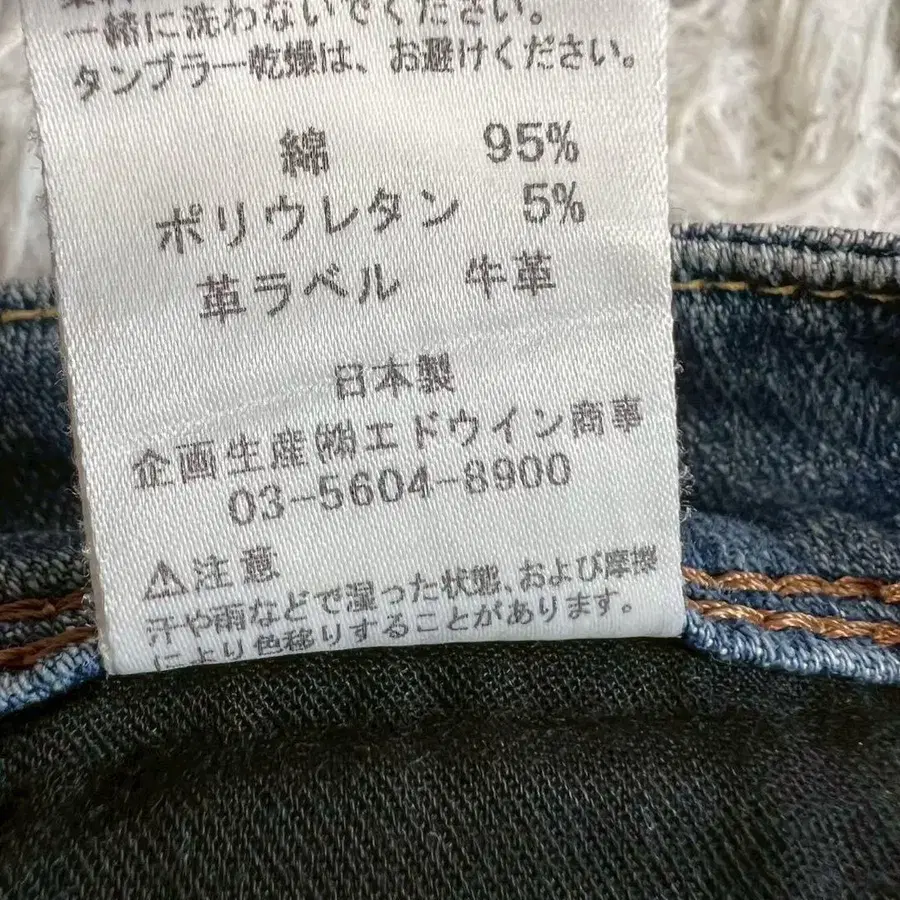 一緒に洗わないでください。
タンブラー乾燥は、お避けください。
綿 95%
ポリウレタン 5%
革ラベル 牛革
日本製
企画生産㈱エドウイン商事
03-5604-8900
⚠注意
汗や雨などで湿った状態、および摩擦
により色移りすることがあります。